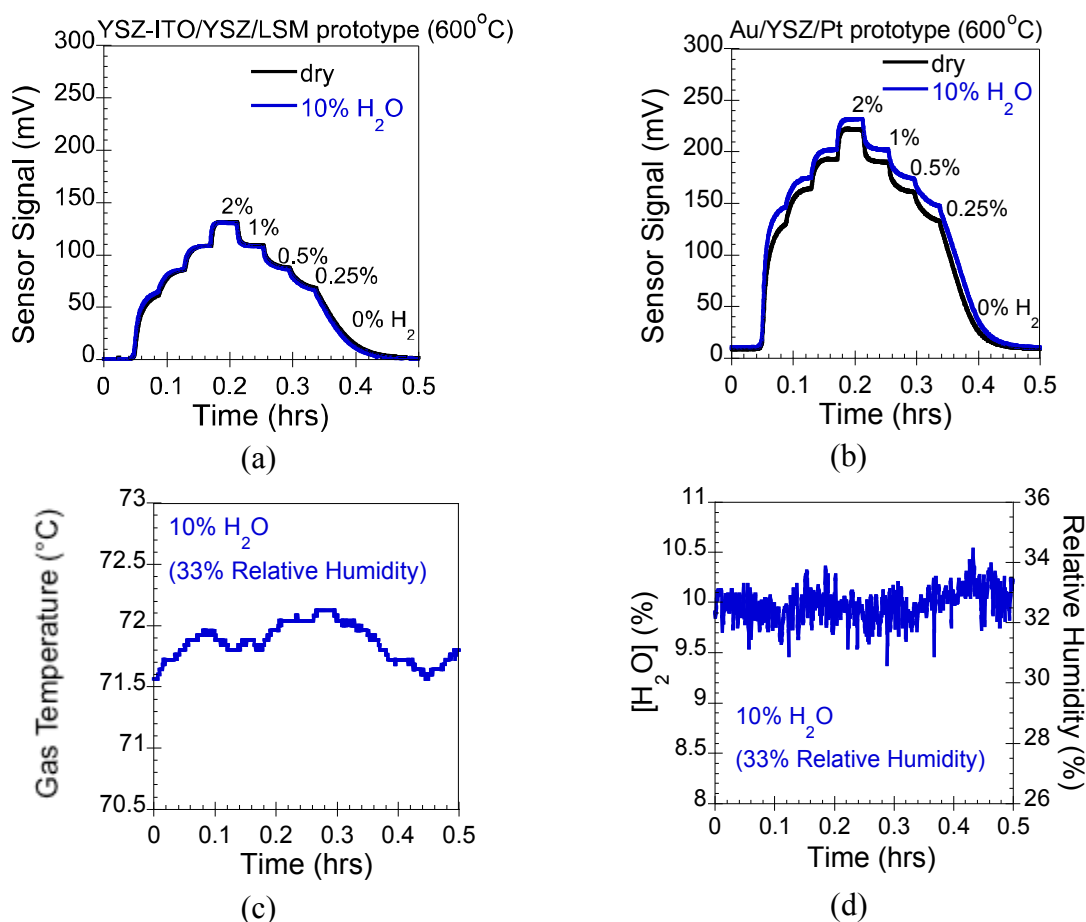 YSZ-ITO/YSZ/LSM prototype (600°C)
300
250
200
150
100
50
0
Sensor Signal (mV)
dry
10% H₂O
2%
1%
0.5%
0.25%
0% H₂
0 0.1 0.2 0.3 0.4 0.5
Time (hrs)
(a)
Au/YSZ/Pt prototype (600°C)
300
250
200
150
100
50
0
Sensor Signal (mV)
dry
10% H₂O
2%
1%
0.5%
0.25%
0% H₂
0 0.1 0.2 0.3 0.4 0.5
Time (hrs)
(b)
73
72.5
72
71.5
71
70.5
Gas Temperature (°C)
10% H₂O
(33% Relative Humidity)
0 0.1 0.2 0.3 0.4 0.5
Time (hrs)
(c)
11
10.5
10
9.5
9
8.5
8
[H₂O] (%)
10% H₂O
(33% Relative Humidity)
36
34
32
30
28
26
Relative Humidity (%)
0 0.1 0.2 0.3 0.4 0.5
Time (hrs)
(d)